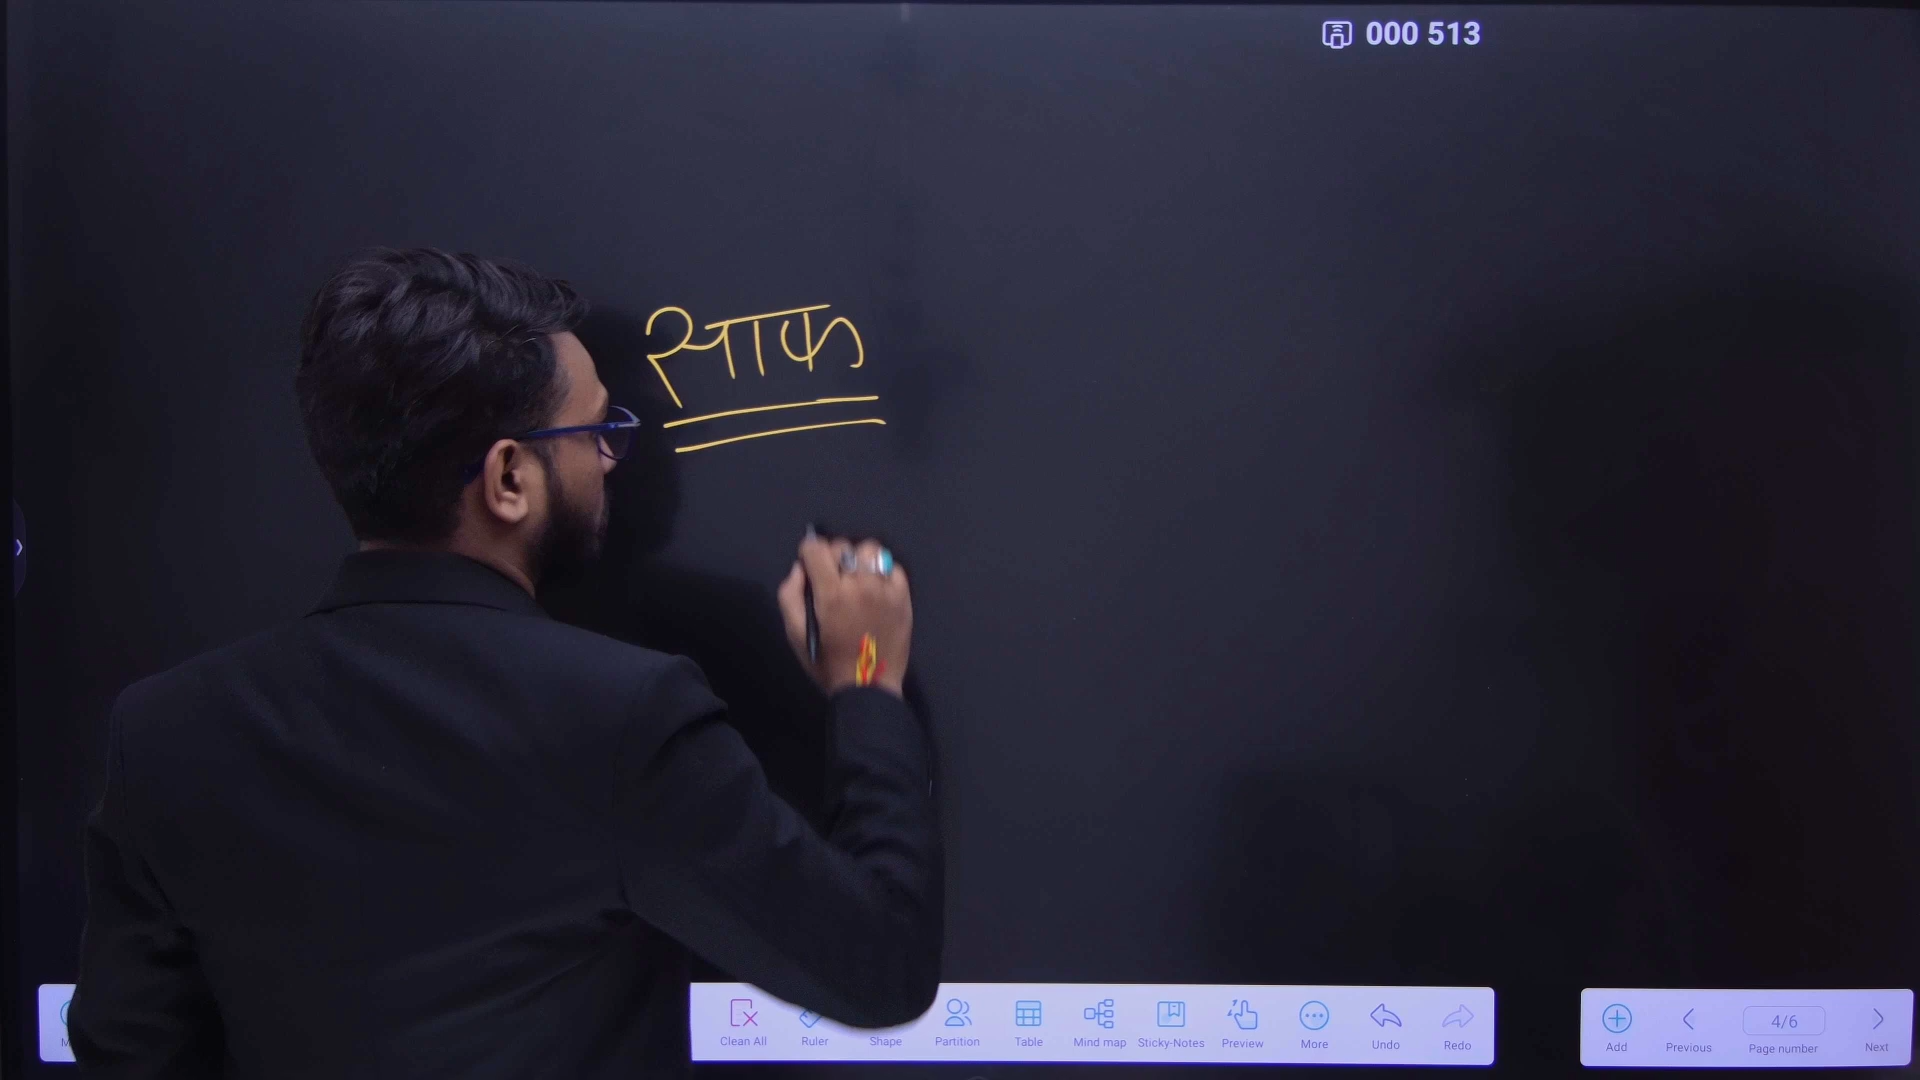 000 513
साफ
Clean All Ruler Shape Partition Table Mind map Sticky-Notes Preview More Undo Redo
Add Previous 4/6 Page number Next